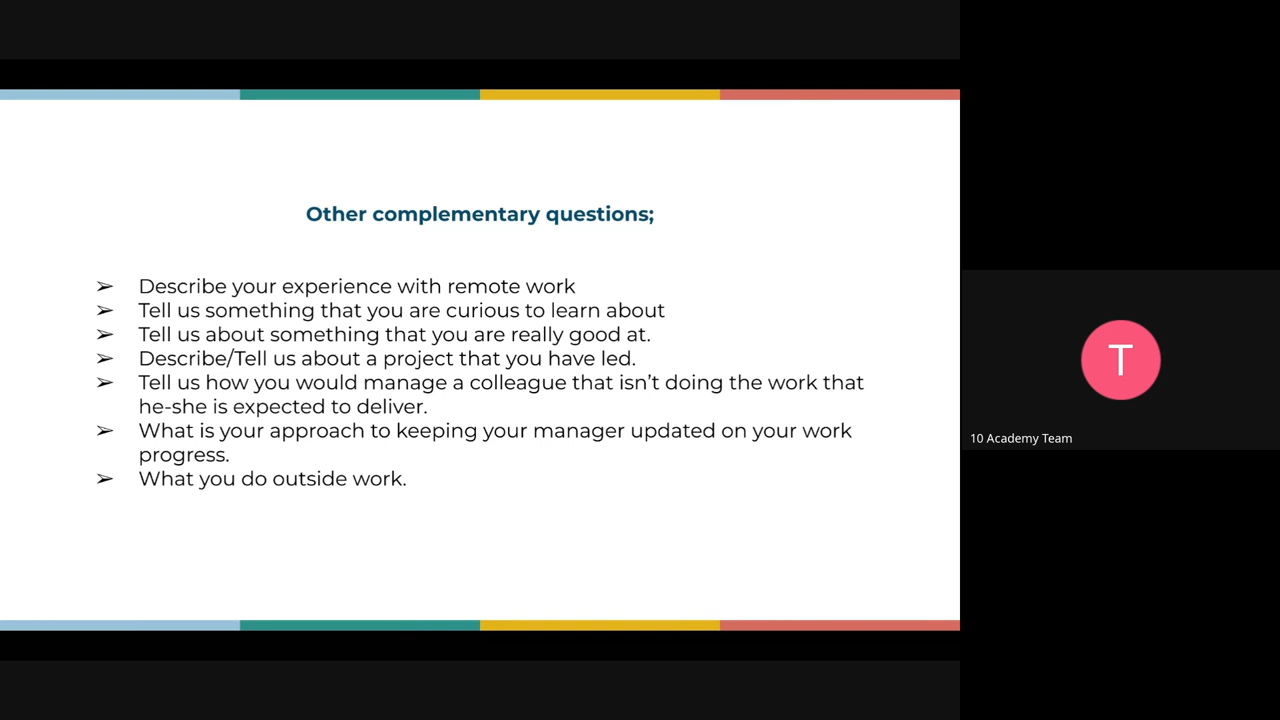 Other complementary questions;
➢ Describe your experience with remote work
➢ Tell us something that you are curious to learn about
➢ Tell us about something that you are really good at.
➢ Describe/Tell us about a project that you have led.
➢ Tell us how you would manage a colleague that isn’t doing the work that
he-she is expected to deliver.
➢ What is your approach to keeping your manager updated on your work
progress.
➢ What you do outside work.
T
10 Academy Team